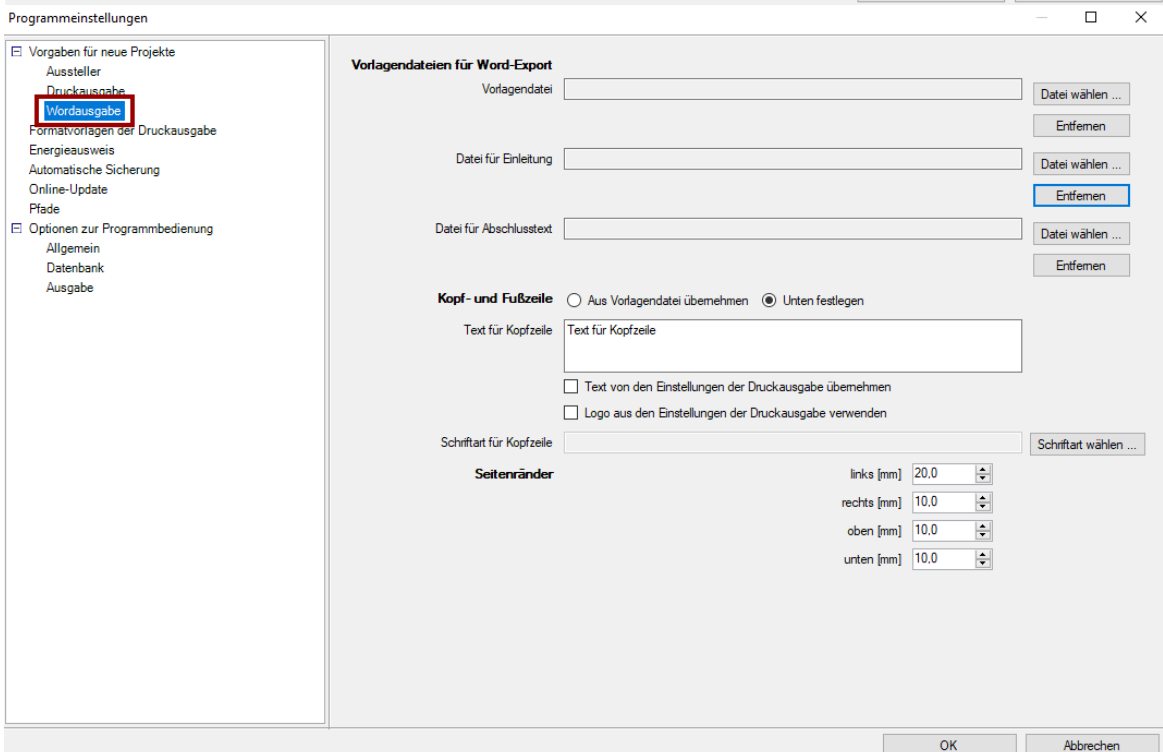 Programmeinstellungen
Vorgaben für neue Projekte
Aussteller
Druckausgabe
Wordausgabe
Formatvorlagen der Druckausgabe
Energieausweis
Automatische Sicherung
Online-Update
Pfade
Optionen zur Programmbedienung
Allgemein
Datenbank
Ausgabe
Vorlagendateien für Word-Export
Vorlagendatei
Datei wählen ...
Entfernen
Datei für Einleitung
Datei wählen ...
Entfernen
Datei für Abschlusstext
Datei wählen ...
Entfernen
Kopf- und Fußzeile Aus Vorlagendatei übernehmen Unten festlegen
Text für Kopfzeile Text für Kopfzeile
Text von den Einstellungen der Druckausgabe übernehmen
Logo aus den Einstellungen der Druckausgabe verwenden
Schriftart für Kopfzeile Schriftart wählen ...
Seitenränder links [mm] 20,0
rechts [mm] 10,0
oben [mm] 10,0
unten [mm] 10,0
OK Abbrechen